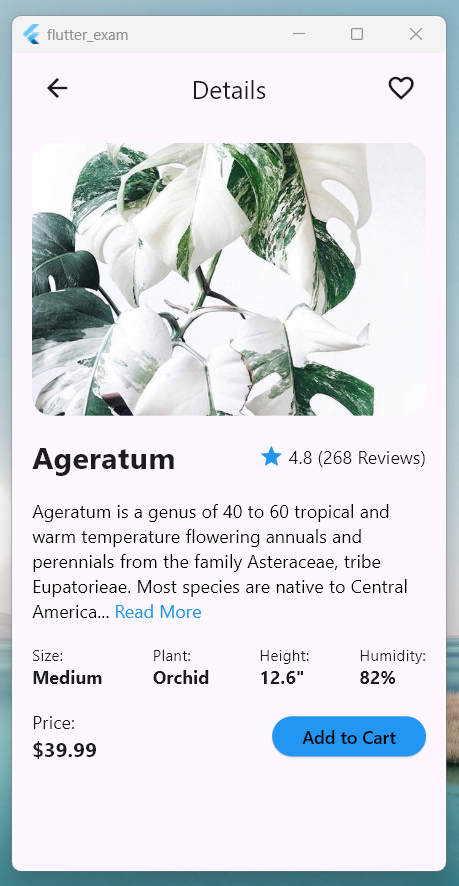 flutter_exam
Details
Ageratum
4.8 (268 Reviews)
Ageratum is a genus of 40 to 60 tropical and
warm temperature flowering annuals and
perennials from the family Asteraceae, tribe
Eupatorieae. Most species are native to Central
America... Read More
Size: Plant: Height: Humidity:
Medium Orchid 12.6" 82%
Price:
$39.99
Add to Cart